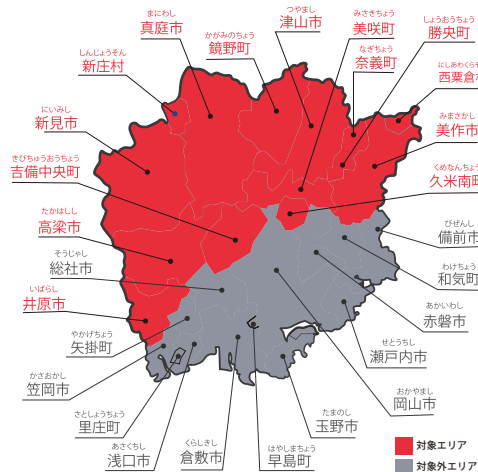 まにわし
真庭市
かがみのちょう
鏡野町
つやまし
津山市
みさきちょう
美咲町
なぎちょう
奈義町
しょうおうちょう
勝央町
にしあわくらそ
西粟倉村
しんじょうそん
新庄村
にいみし
新見市
きびちゅうおうちょう
吉備中央町
たかはしし
高梁市
そうじゃし
総社市
いばらし
井原市
やかげちょう
矢掛町
かさおかし
笠岡市
さとしょうちょう
里庄町
あさくちし
浅口市
くらしきし
倉敷市
はやしまちょう
早島町
たまのし
玉野市
おかやまし
岡山市
せとうちし
瀬戸内市
あかいわし
赤磐市
わけちょう
和気町
びぜんし
備前市
くめなんちょう
久米南町
みまさかし
美作市
対象エリア
対象外エリア